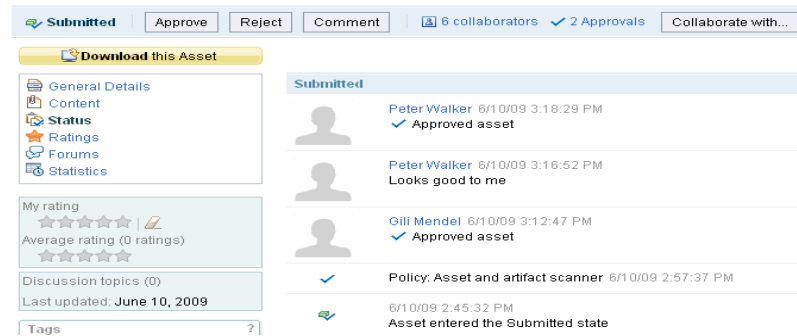 Submitted Approve Reject Comment 6 collaborators 2 Approvals Collaborate with...
Download this Asset
General Details
Content
Status
Ratings
Forums
Statistics
My rating
Average rating (0 ratings)
Discussion topics (0)
Last updated: June 10, 2009
Tags ?
Submitted
Peter Walker 6/10/09 3:18:29 PM
Approved asset
Peter Walker 6/10/09 3:16:52 PM
Looks good to me
Gili Mendel 6/10/09 3:12:47 PM
Approved asset
Policy: Asset and artifact scanner 6/10/09 2:57:37 PM
6/10/09 2:45:32 PM
Asset entered the Submitted state